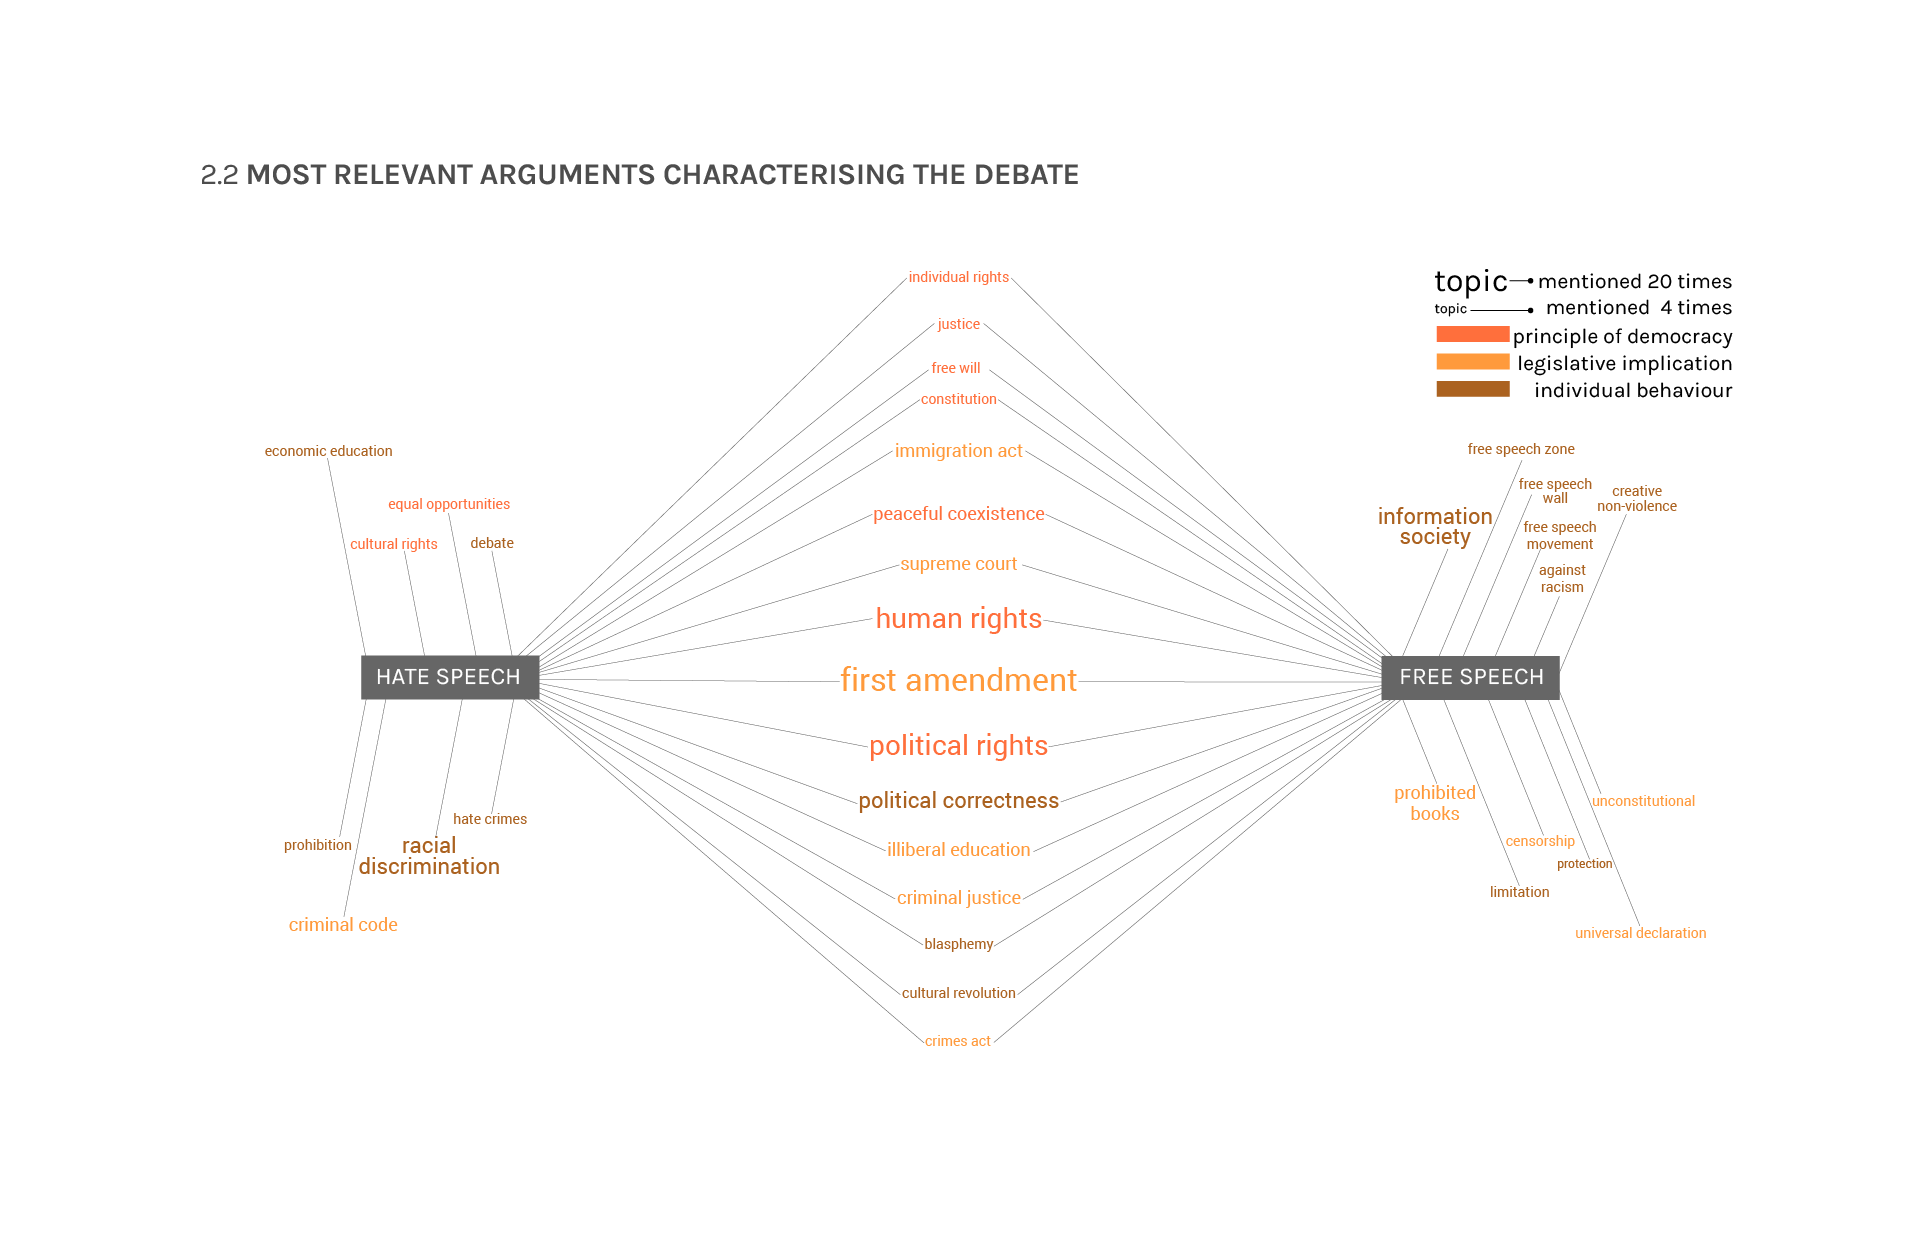 2.2 MOST RELEVANT ARGUMENTS CHARACTERISING THE DEBATE
topic mentioned 20 times
topic mentioned 4 times
principle of democracy
legislative implication
individual behaviour
economic education
equal opportunities
cultural rights
debate
HATE SPEECH
prohibition
hate crimes
racial
discrimination
criminal code
individual rights
justice
free will
constitution
immigration act
peaceful coexistence
supreme court
human rights
first amendment
political rights
political correctness
illiberal education
criminal justice
blasphemy
cultural revolution
crimes act
free speech zone
free speech
wall
creative
non-violence
information
society
free speech
movement
against
racism
FREE SPEECH
prohibited
books
unconstitutional
censorship
protection
limitation
universal declaration